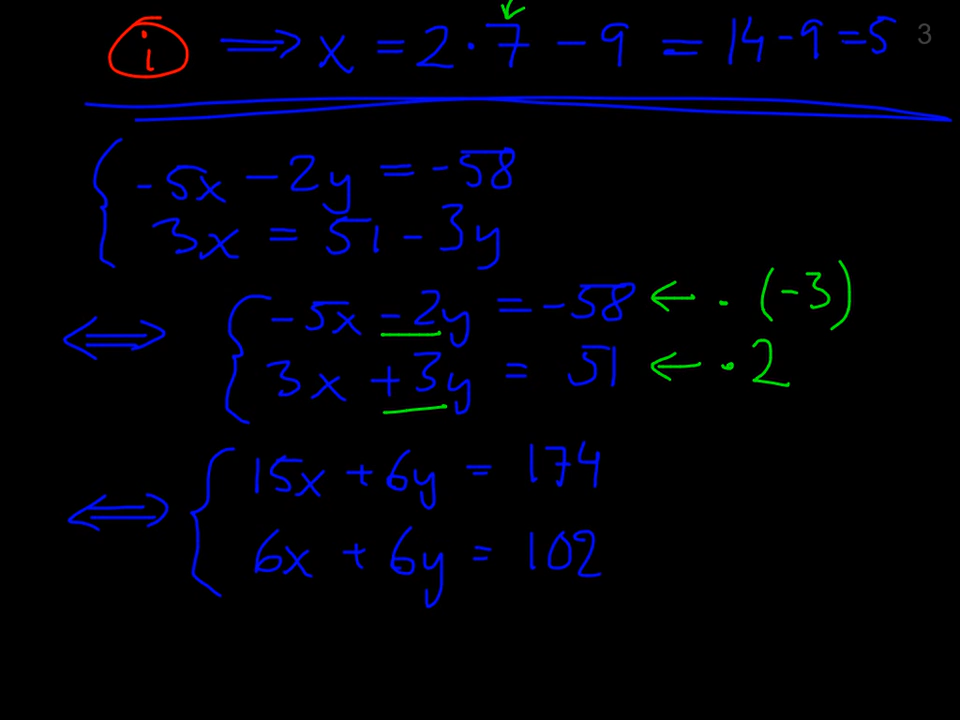 i ⟹ x = 2 · 7 - 9 = 14 - 9 = 5 3
-5x - 2y = -58
3x = 51 - 3y
⟺ -5x - 2y = -58 ← · (-3)
3x + 3y = 51 ← · 2
⟺ 15x + 6y = 174
6x + 6y = 102